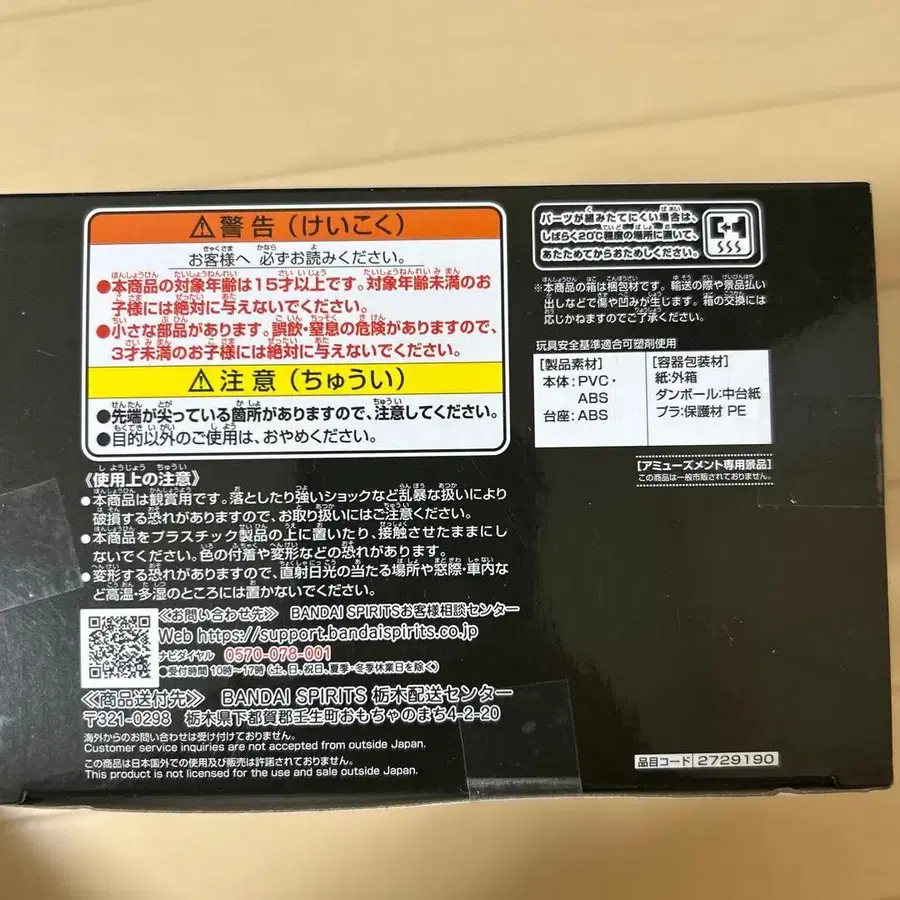 ⚠警告(けいこく)
お客様へ 必ずお読みください。
●本商品の対象年齢は15才以上です。対象年齢未満のお
子様には絶対に与えないでください。
●小さな部品があります。誤飲・窒息の危険がありますので、
3才未満のお子様には絶対に与えないでください。
⚠注意(ちゅうい)
●先端が尖っている箇所がありますので、注意してください。
●目的以外のご使用は、おやめください。
《使用上の注意》
●本商品は観賞用です。落としたり強いショックなど乱暴な扱いにより
破損する恐れがありますので、お取り扱いにはご注意ください。
●本商品をプラスチック製品の上に置いたり、接触させたままにし
ないでください。色の付着や変形などの恐れがあります。
●変形する恐れがありますので、直射日光の当たる場所や窓際・車内な
ど高温・多湿のところには置かないでください。
《お問い合わせ先》 BANDAI SPIRITSお客様相談センター
Web https://support.bandaispirits.co.jp
ナビダイヤル 0570-078-001
●受付時間 10時〜17時(土、日、祝日、夏季・冬季休業日を除く)
《商品送付先》 BANDAI SPIRITS 栃木配送センター
〒321-0298 栃木県下都賀郡壬生町おもちゃのまち4-2-20
海外からのお問い合わせは受け付けておりません。
Customer service inquiries are not accepted from outside Japan.
この商品は日本国外での使用及び販売は許諾されておりません。
This product is not licensed for the use and sale outside Japan.
パーツが組みたてにくい場合は、
しばらく20℃程度の場所に置いて、
あたためてからおためしください。
※本商品の箱は梱包材です。輸送の際や景品払い
出しなどで傷や凹みが生じます。箱の交換には
応じかねますのでご了承ください。
玩具安全基準適合可塑剤使用
[製品素材]
本体:PVC・
ABS
台座:ABS
[容器包装材]
紙:外箱
ダンボール:中台紙
プラ:保護材 PE
[アミューズメント専用景品]
この商品は一般市販されておりません。
品目コード 2729190